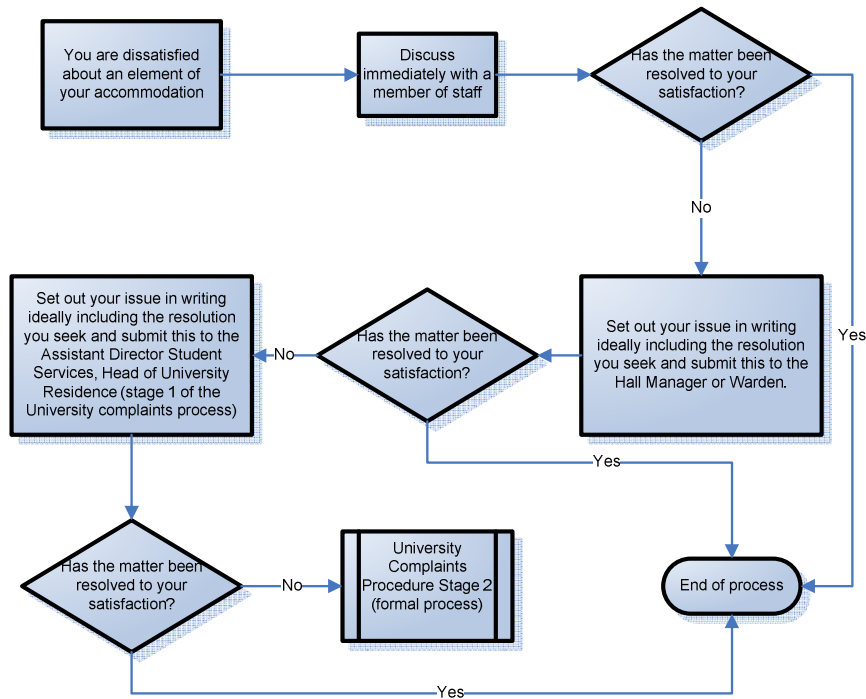 You are dissatisfied
about an element of
your accommodation
Discuss
immediately with a
member of staff
Has the matter been
resolved to your
satisfaction?
No
Yes
Set out your issue in writing
ideally including the resolution
you seek and submit this to the
Hall Manager or Warden.
Has the matter been
resolved to your
satisfaction?
No
Yes
Set out your issue in writing
ideally including the resolution
you seek and submit this to the
Assistant Director Student
Services, Head of University
Residence (stage 1 of the
University complaints process)
Has the matter been
resolved to your
satisfaction?
No
University
Complaints
Procedure Stage 2
(formal process)
Yes
End of process